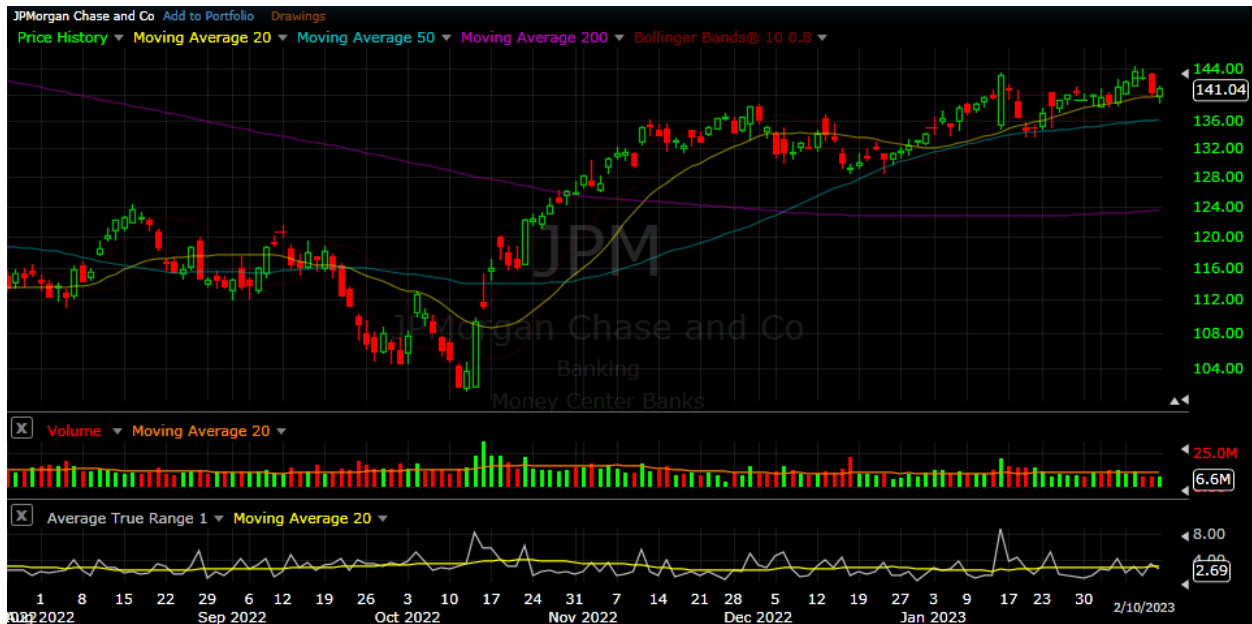 JPMorgan Chase and Co Add to Portfolio Drawings
Price History Moving Average 20 Moving Average 50 Moving Average 200 Bollinger Bands® 10 0.8
144.00
141.04
136.00
132.00
128.00
124.00
120.00
116.00
112.00
108.00
104.00
JPM
JPMorgan Chase and Co
Banking
Money Center Banks
X Volume Moving Average 20
25.0M
6.6M
X Average True Range 1 Moving Average 20
8.00
4.00
2.69
1 8 15 22 29 6 12 19 26 3 10 17 24 31 7 14 21 28 5 12 19 27 3 9 17 23 30 2/10/2023
2022 Sep 2022 Oct 2022 Nov 2022 Dec 2022 Jan 2023